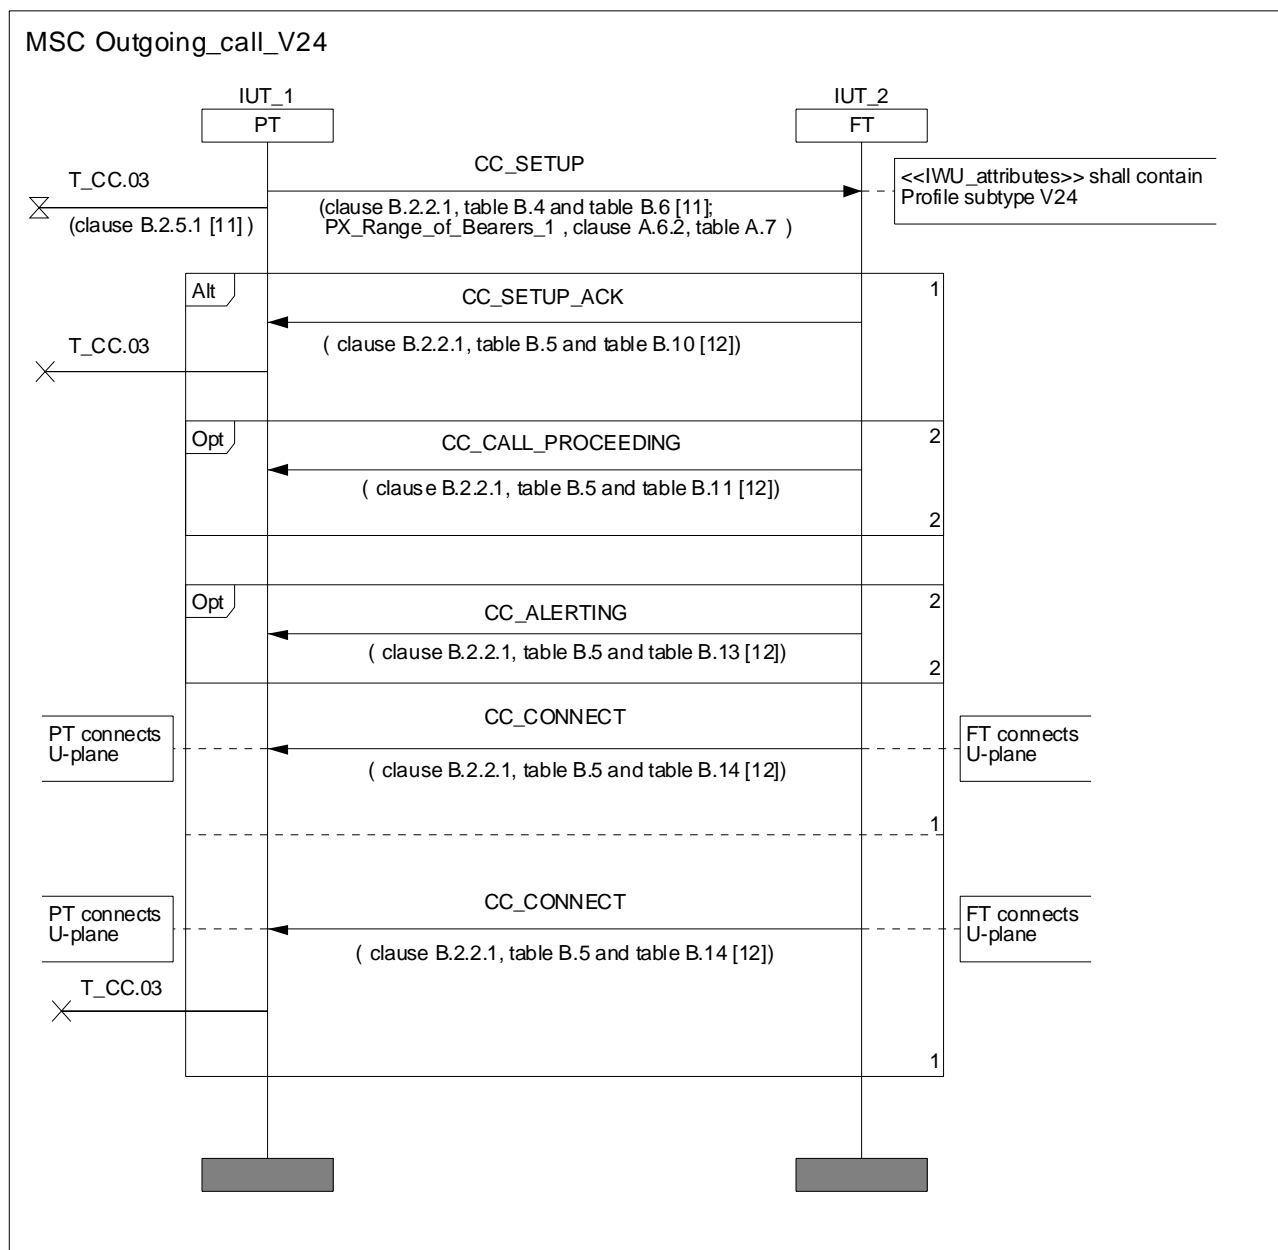 MSC Outgoing_call_V24
IUT_1
IUT_2
PT
FT
CC_SETUP
T_CC.03
<<IWU_attributes>> shall contain
Profile subtype V24
(clause B.2.2.1, table B.4 and table B.6 [11];
PX_Range_of_Bearers_1 , clause A.6.2, table A.7 )
(clause B.2.5.1 [11] )
Alt
1
CC_SETUP_ACK
( clause B.2.2.1, table B.5 and table B.10 [12])
T_CC.03
Opt
2
CC_CALL_PROCEEDING
( clause B.2.2.1, table B.5 and table B.11 [12])
2
Opt
2
CC_ALERTING
( clause B.2.2.1, table B.5 and table B.13 [12])
2
CC_CONNECT
PT connects
U-plane
FT connects
U-plane
( clause B.2.2.1, table B.5 and table B.14 [12])
1
CC_CONNECT
PT connects
U-plane
FT connects
U-plane
( clause B.2.2.1, table B.5 and table B.14 [12])
T_CC.03
1